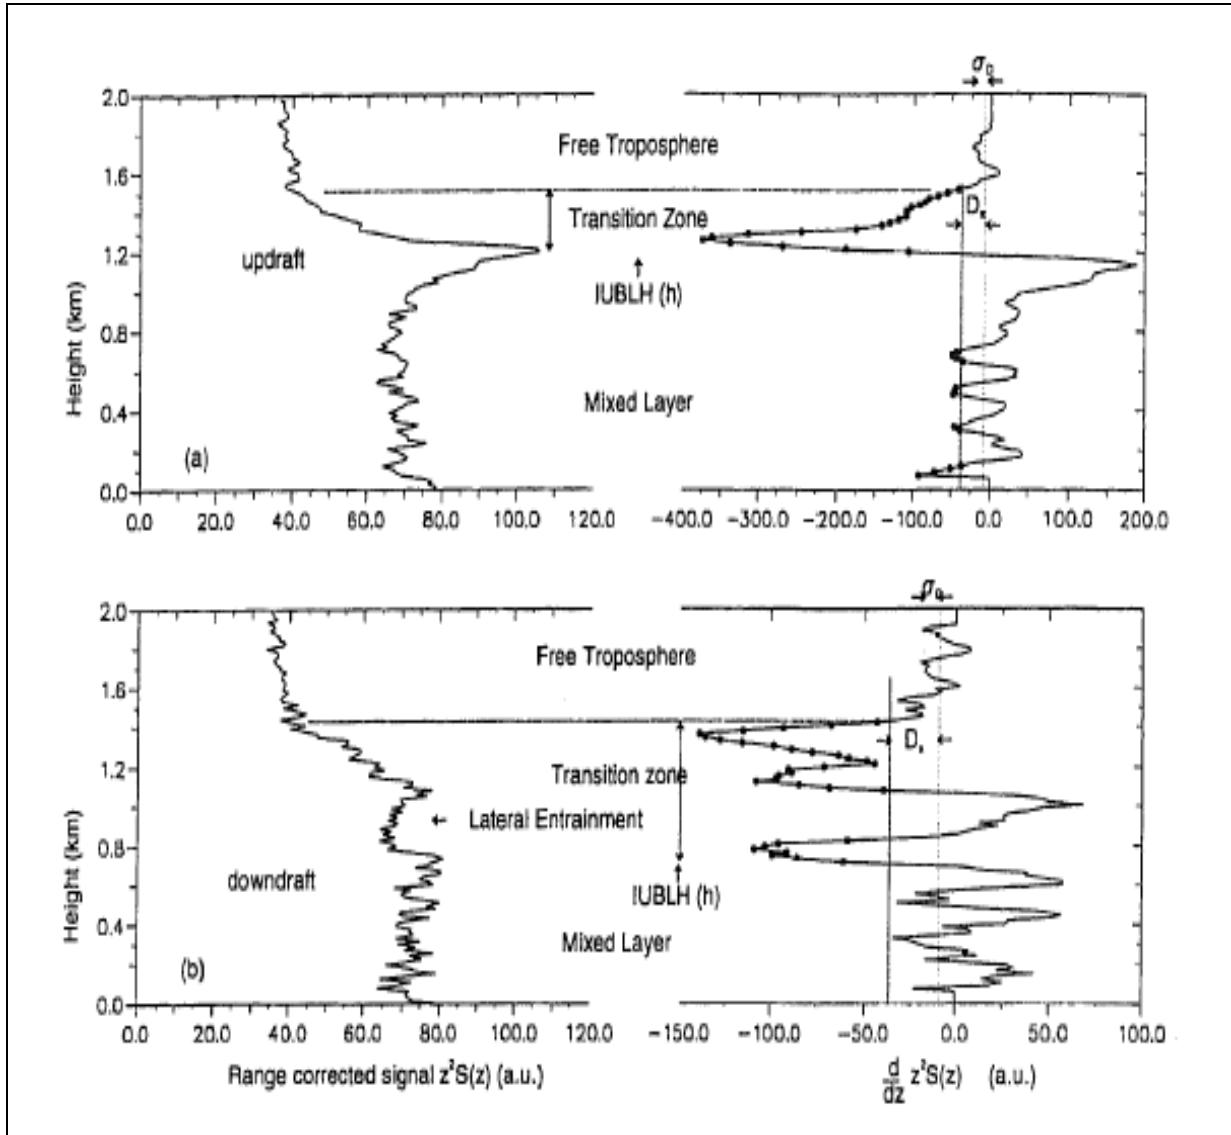 σ₀
2.0
1.6
1.2
0.8
0.4
0.0
Height (km)
Free Troposphere
Transition Zone
updraft
IUBLH (h)
Mixed Layer
(a)
D
0.0 20.0 40.0 60.0 80.0 100.0 120.0
−400.0 −300.0 −200.0 −100.0 0.0 100.0 200.0
σ₀
2.0
1.6
1.2
0.8
0.4
0.0
Height (km)
Free Troposphere
D
Transition zone
Lateral Entrainment
downdraft
IUBLH (h)
Mixed Layer
(b)
0.0 20.0 40.0 60.0 80.0 100.0 120.0
−150.0 −100.0 −50.0 0.0 50.0 100.0
Range corrected signal z²S(z) (a.u.)
d/dz z²S(z) (a.u.)